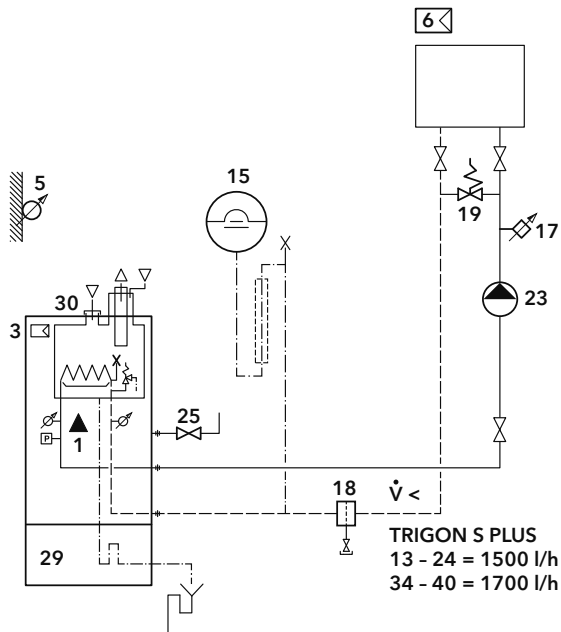 6
5
15
19
17
30
23
3
25
P
1
18
V̇ <
29
TRIGON S PLUS
13 - 24 = 1500 l/h
34 - 40 = 1700 l/h